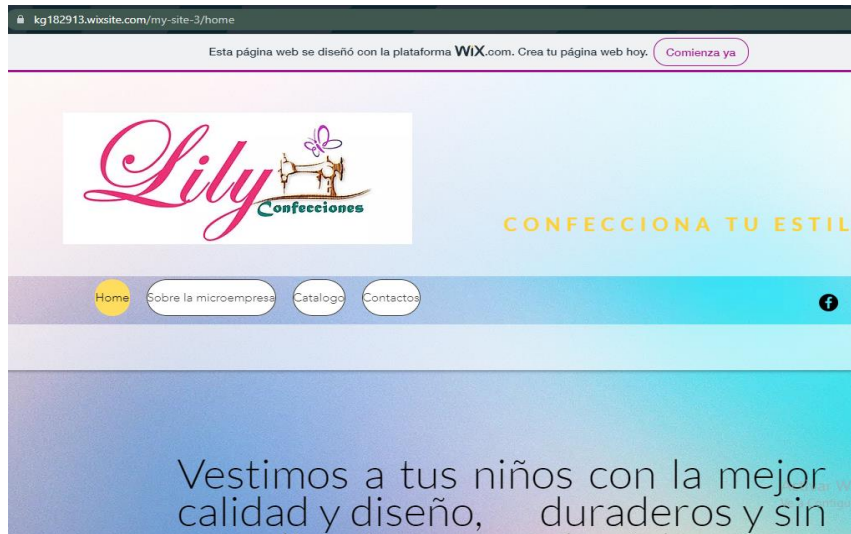 kg182913.wixsite.com/my-site-3/home
Esta página web se diseñó con la plataforma WiX.com. Crea tu página web hoy. Comienza ya
Lily
Confecciones
CONFECCIONA TU ESTIL
Home Sobre la microempresa Catalogo Contactos
Vestimos a tus niños con la mejor
calidad y diseño, duraderos y sin